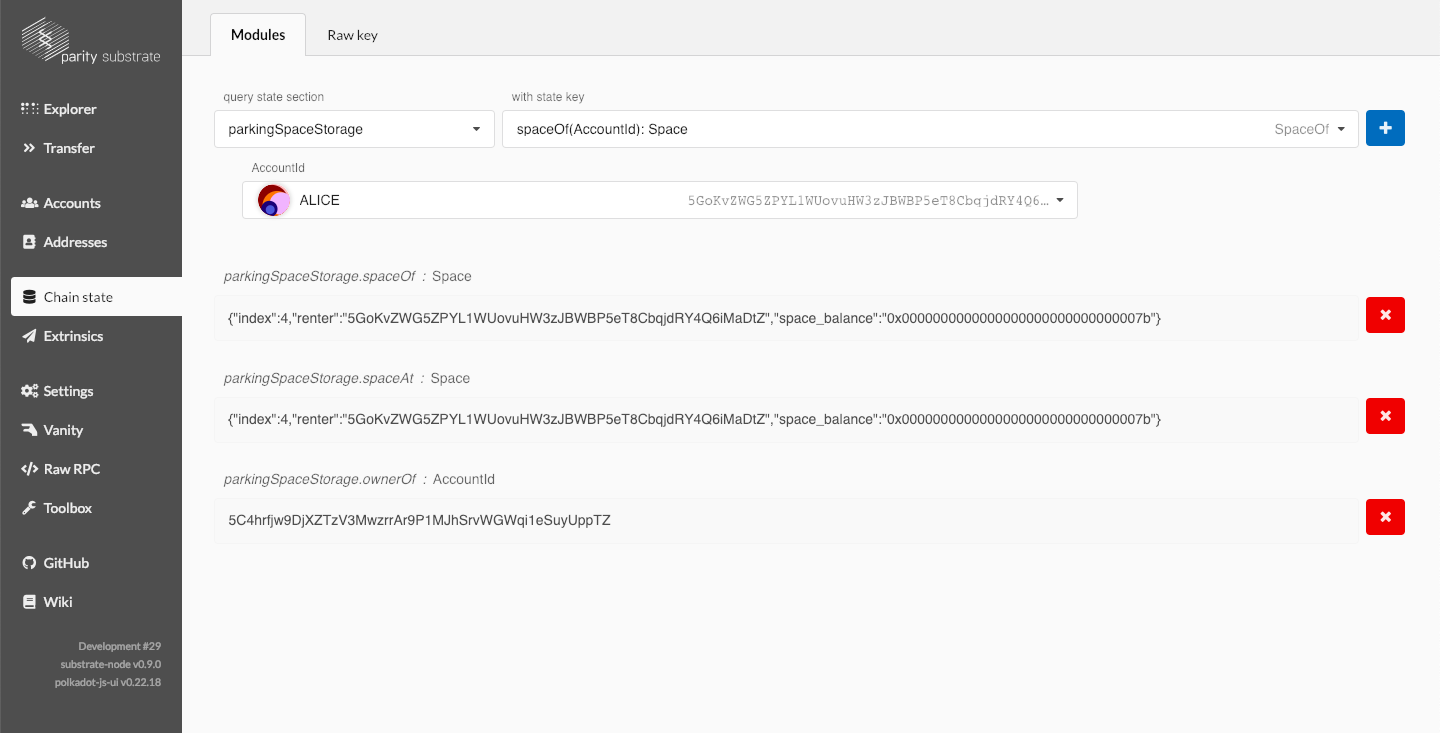 parity substrate
Explorer
Transfer
Accounts
Addresses
Chain state
Extrinsics
Settings
Vanity
Raw RPC
Toolbox
GitHub
Wiki
Development #29
substrate-node v0.9.0
polkadot-js-ui v0.22.18
Modules Raw key
query state section with state key
parkingSpaceStorage spaceOf(AccountId): Space SpaceOf
AccountId
ALICE 5GoKvZWG5ZPYL1WUovuHW3zJBWBP5eT8CbqjdRY4Q6…
parkingSpaceStorage.spaceOf : Space
{"index":4,"renter":"5GoKvZWG5ZPYL1WUovuHW3zJBWBP5eT8CbqjdRY4Q6iMaDtZ","space_balance":"0x0000000000000000000000000000007b"}
parkingSpaceStorage.spaceAt : Space
{"index":4,"renter":"5GoKvZWG5ZPYL1WUovuHW3zJBWBP5eT8CbqjdRY4Q6iMaDtZ","space_balance":"0x0000000000000000000000000000007b"}
parkingSpaceStorage.ownerOf : AccountId
5C4hrfjw9DjXZTzV3MwzrrAr9P1MJhSrvWGWqi1eSuyUppTZ